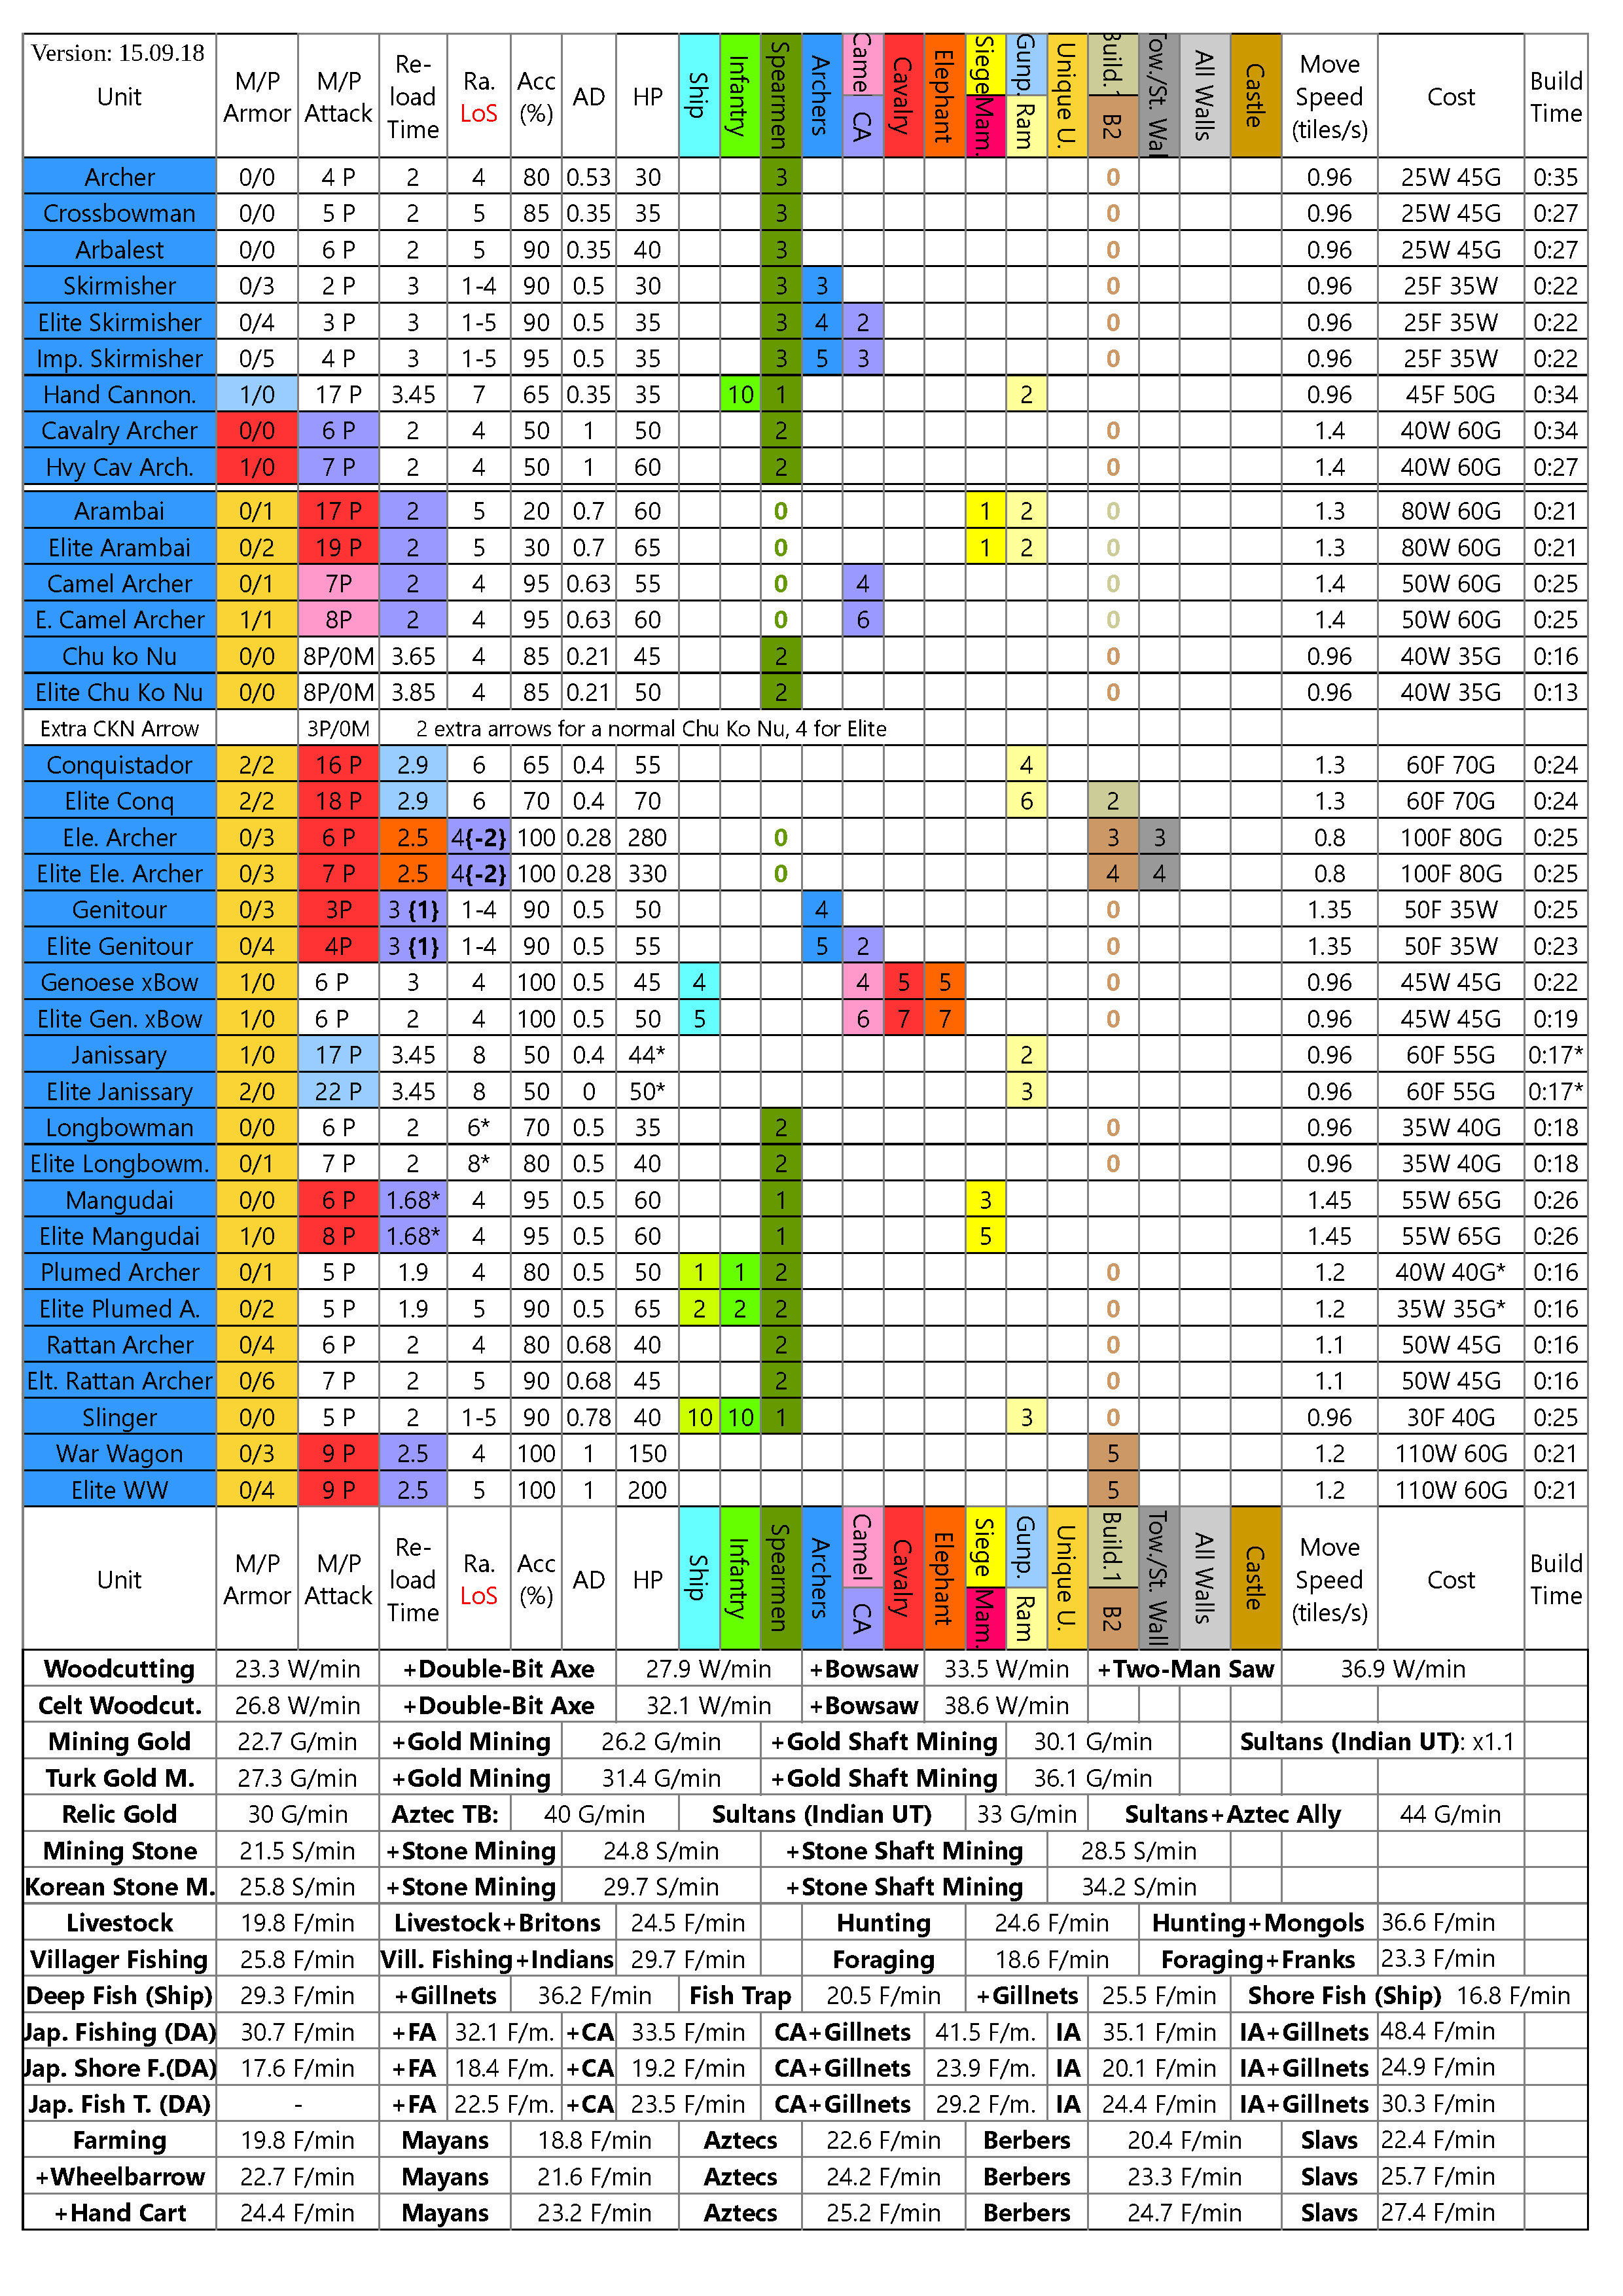 Version: 15.09.18
Unit M/P Armor M/P Attack Re-load Time Ra. LoS Acc (%) AD HP Ship Infantry Spearmen Archers Camel CA Cavalry Elephant Siege Mam. Gunp. Ram Unique U. Build. 1 B2 Tow./St. Wal All Walls Castle Move Speed (tiles/s) Cost Build Time
Archer 0/0 4 P 2 4 80 0.53 30 3 0 0.96 25W 45G 0:35
Crossbowman 0/0 5 P 2 5 85 0.35 35 3 0 0.96 25W 45G 0:27
Arbalest 0/0 6 P 2 5 90 0.35 40 3 0 0.96 25W 45G 0:27
Skirmisher 0/3 2 P 3 1-4 90 0.5 30 3 3 0 0.96 25F 35W 0:22
Elite Skirmisher 0/4 3 P 3 1-5 90 0.5 35 3 4 2 0 0.96 25F 35W 0:22
Imp. Skirmisher 0/5 4 P 3 1-5 95 0.5 35 3 5 3 0 0.96 25F 35W 0:22
Hand Cannon. 1/0 17 P 3.45 7 65 0.35 35 10 1 2 0.96 45F 50G 0:34
Cavalry Archer 0/0 6 P 2 4 50 1 50 2 0 1.4 40W 60G 0:34
Hvy Cav Arch. 1/0 7 P 2 4 50 1 60 2 0 1.4 40W 60G 0:27
Arambai 0/1 17 P 2 5 20 0.7 60 0 1 2 0 1.3 80W 60G 0:21
Elite Arambai 0/2 19 P 2 5 30 0.7 65 0 1 2 0 1.3 80W 60G 0:21
Camel Archer 0/1 7P 2 4 95 0.63 55 0 4 0 1.4 50W 60G 0:25
E. Camel Archer 1/1 8P 2 4 95 0.63 60 0 6 0 1.4 50W 60G 0:25
Chu ko Nu 0/0 8P/0M 3.65 4 85 0.21 45 2 0 0.96 40W 35G 0:16
Elite Chu Ko Nu 0/0 8P/0M 3.85 4 85 0.21 50 2 0 0.96 40W 35G 0:13
Extra CKN Arrow 3P/0M 2 extra arrows for a normal Chu Ko Nu, 4 for Elite
Conquistador 2/2 16 P 2.9 6 65 0.4 55 4 1.3 60F 70G 0:24
Elite Conq 2/2 18 P 2.9 6 70 0.4 70 6 2 1.3 60F 70G 0:24
Ele. Archer 0/3 6 P 2.5 4{-2} 100 0.28 280 0 3 3 0.8 100F 80G 0:25
Elite Ele. Archer 0/3 7 P 2.5 4{-2} 100 0.28 330 0 4 4 0.8 100F 80G 0:25
Genitour 0/3 3P 3 {1} 1-4 90 0.5 50 4 0 1.35 50F 35W 0:25
Elite Genitour 0/4 4P 3 {1} 1-4 90 0.5 55 5 2 0 1.35 50F 35W 0:23
Genoese xBow 1/0 6 P 3 4 100 0.5 45 4 4 5 5 0 0.96 45W 45G 0:22
Elite Gen. xBow 1/0 6 P 2 4 100 0.5 50 5 6 7 7 0 0.96 45W 45G 0:19
Janissary 1/0 17 P 3.45 8 50 0.4 44* 2 0.96 60F 55G 0:17*
Elite Janissary 2/0 22 P 3.45 8 50 0 50* 3 0.96 60F 55G 0:17*
Longbowman 0/0 6 P 2 6* 70 0.5 35 2 0 0.96 35W 40G 0:18
Elite Longbowm. 0/1 7 P 2 8* 80 0.5 40 2 0 0.96 35W 40G 0:18
Mangudai 0/0 6 P 1.68* 4 95 0.5 60 1 3 1.45 55W 65G 0:26
Elite Mangudai 1/0 8 P 1.68* 4 95 0.5 60 1 5 1.45 55W 65G 0:26
Plumed Archer 0/1 5 P 1.9 4 80 0.5 50 1 1 2 0 1.2 40W 40G* 0:16
Elite Plumed A. 0/2 5 P 1.9 5 90 0.5 65 2 2 2 0 1.2 35W 35G* 0:16
Rattan Archer 0/4 6 P 2 4 80 0.68 40 2 0 1.1 50W 45G 0:16
Elt. Rattan Archer 0/6 7 P 2 5 90 0.68 45 2 0 1.1 50W 45G 0:16
Slinger 0/0 5 P 2 1-5 90 0.78 40 10 10 1 3 0 0.96 30F 40G 0:25
War Wagon 0/3 9 P 2.5 4 100 1 150 5 1.2 110W 60G 0:21
Elite WW 0/4 9 P 2.5 5 100 1 200 5 1.2 110W 60G 0:21
Unit M/P Armor M/P Attack Re-load Time Ra. LoS Acc (%) AD HP Ship Infantry Spearmen Archers Camel CA Cavalry Elephant Siege Mam. Gunp. Ram Unique U. Build.1 B2 Tow./St. Wall All Walls Castle Move Speed (tiles/s) Cost Build Time
Woodcutting 23.3 W/min +Double-Bit Axe 27.9 W/min +Bowsaw 33.5 W/min +Two-Man Saw 36.9 W/min
Celt Woodcut. 26.8 W/min +Double-Bit Axe 32.1 W/min +Bowsaw 38.6 W/min
Mining Gold 22.7 G/min +Gold Mining 26.2 G/min +Gold Shaft Mining 30.1 G/min Sultans (Indian UT): x1.1
Turk Gold M. 27.3 G/min +Gold Mining 31.4 G/min +Gold Shaft Mining 36.1 G/min
Relic Gold 30 G/min Aztec TB: 40 G/min Sultans (Indian UT) 33 G/min Sultans+Aztec Ally 44 G/min
Mining Stone 21.5 S/min +Stone Mining 24.8 S/min +Stone Shaft Mining 28.5 S/min
Korean Stone M. 25.8 S/min +Stone Mining 29.7 S/min +Stone Shaft Mining 34.2 S/min
Livestock 19.8 F/min Livestock+Britons 24.5 F/min Hunting 24.6 F/min Hunting+Mongols 36.6 F/min
Villager Fishing 25.8 F/min Vill. Fishing+Indians 29.7 F/min Foraging 18.6 F/min Foraging+Franks 23.3 F/min
Deep Fish (Ship) 29.3 F/min +Gillnets 36.2 F/min Fish Trap 20.5 F/min +Gillnets 25.5 F/min Shore Fish (Ship) 16.8 F/min
Jap. Fishing (DA) 30.7 F/min +FA 32.1 F/m. +CA 33.5 F/min CA+Gillnets 41.5 F/m. IA 35.1 F/min IA+Gillnets 48.4 F/min
Jap. Shore F.(DA) 17.6 F/min +FA 18.4 F/m. +CA 19.2 F/min CA+Gillnets 23.9 F/m. IA 20.1 F/min IA+Gillnets 24.9 F/min
Jap. Fish T. (DA) - +FA 22.5 F/m. +CA 23.5 F/min CA+Gillnets 29.2 F/m. IA 24.4 F/min IA+Gillnets 30.3 F/min
Farming 19.8 F/min Mayans 18.8 F/min Aztecs 22.6 F/min Berbers 20.4 F/min Slavs 22.4 F/min
+Wheelbarrow 22.7 F/min Mayans 21.6 F/min Aztecs 24.2 F/min Berbers 23.3 F/min Slavs 25.7 F/min
+Hand Cart 24.4 F/min Mayans 23.2 F/min Aztecs 25.2 F/min Berbers 24.7 F/min Slavs 27.4 F/min